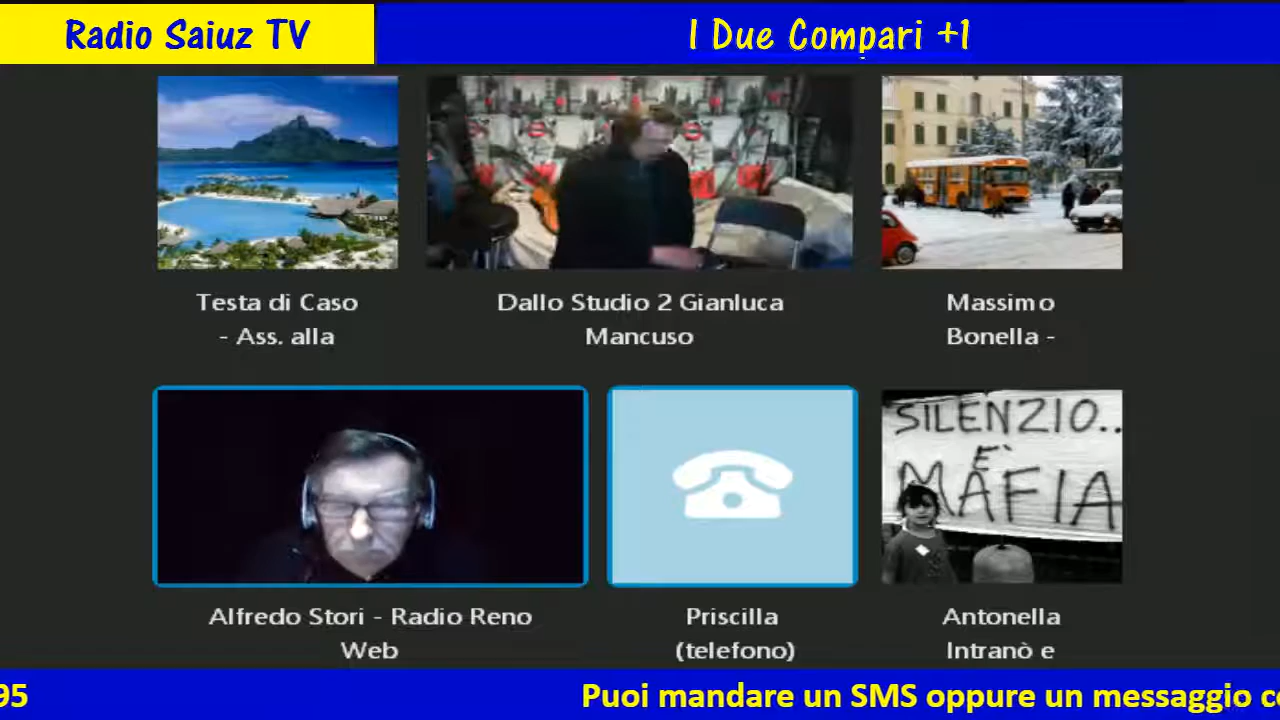 Radio Saiuz TV
I Due Compari +1
Testa di Caso
- Ass. alla
Dallo Studio 2 Gianluca
Mancuso
Massimo
Bonella -
SILENZIO..
E'
MAFIA
Alfredo Stori - Radio Reno
Web
Priscilla
(telefono)
Antonella
Intranò e
95
Puoi mandare un SMS oppure un messaggio co